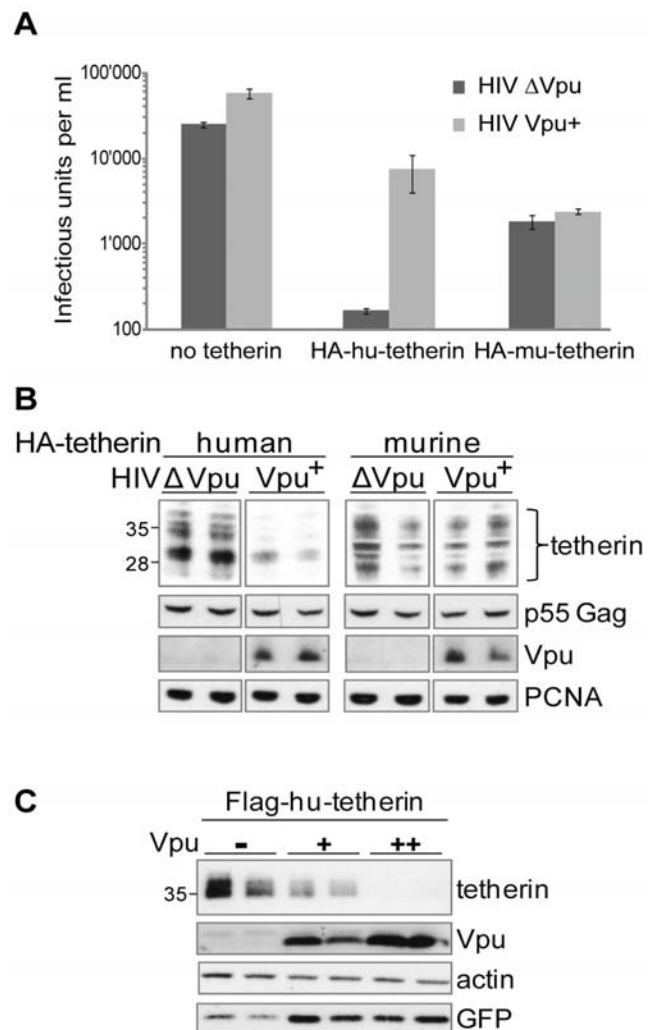 A
Infectious units per ml
100'000
10'000
1'000
100
HIV ΔVpu
HIV Vpu+
no tetherin
HA-hu-tetherin
HA-mu-tetherin
B
HA-tetherin human murine
HIV Δ Vpu Vpu+ ΔVpu Vpu+
35
28
tetherin
p55 Gag
Vpu
PCNA
C
Flag-hu-tetherin
Vpu - + ++
35
tetherin
Vpu
actin
GFP